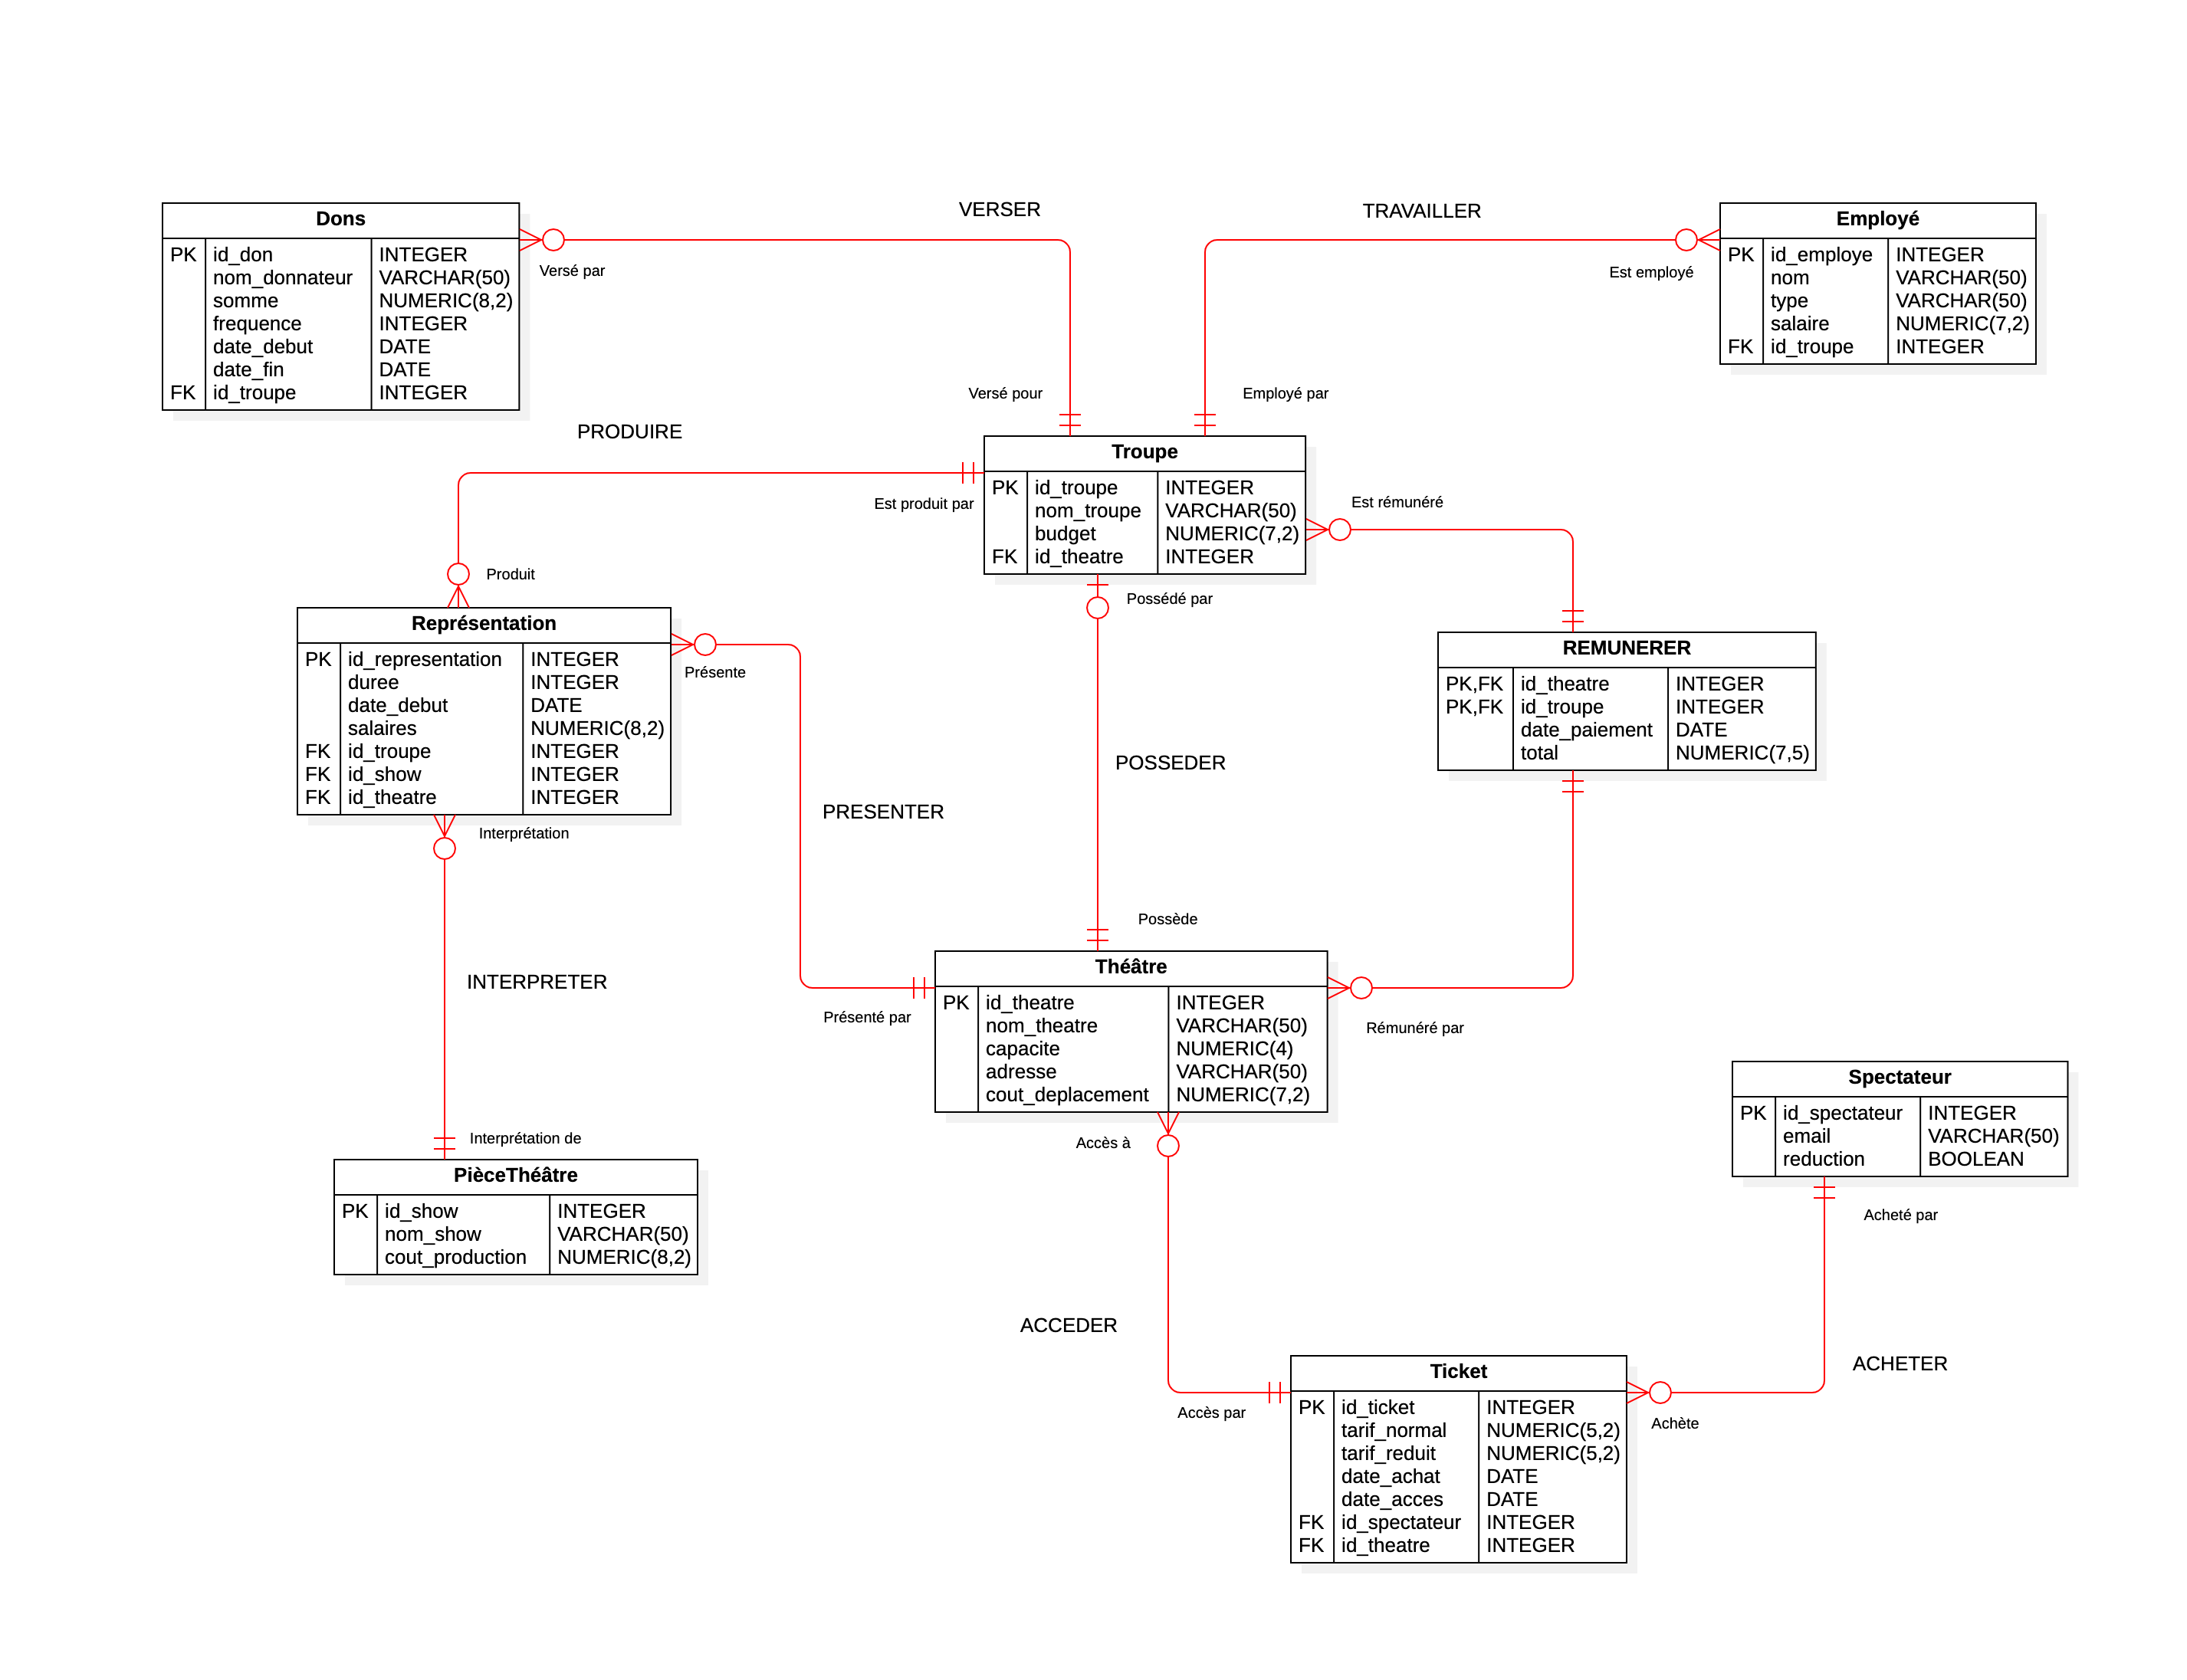 VERSER
TRAVAILLER
Dons
PK id_don INTEGER
nom_donnateur VARCHAR(50)
somme NUMERIC(8,2)
frequence INTEGER
date_debut DATE
date_fin DATE
FK id_troupe INTEGER
Versé par
Employé
PK id_employe INTEGER
nom VARCHAR(50)
type VARCHAR(50)
salaire NUMERIC(7,2)
FK id_troupe INTEGER
Est employé
Versé pour
Employé par
PRODUIRE
Est produit par
Troupe
PK id_troupe INTEGER
nom_troupe VARCHAR(50)
budget NUMERIC(7,2)
FK id_theatre INTEGER
Est rémunéré
Produit
Possédé par
Représentation
PK id_representation INTEGER
duree INTEGER
date_debut DATE
salaires NUMERIC(8,2)
FK id_troupe INTEGER
FK id_show INTEGER
FK id_theatre INTEGER
Présente
REMUNERER
PK,FK id_theatre INTEGER
PK,FK id_troupe INTEGER
date_paiement DATE
total NUMERIC(7,5)
POSSEDER
PRESENTER
Interprétation
Possède
INTERPRETER
Présenté par
Théâtre
PK id_theatre INTEGER
nom_theatre VARCHAR(50)
capacite NUMERIC(4)
adresse VARCHAR(50)
cout_deplacement NUMERIC(7,2)
Rémunéré par
Spectateur
PK id_spectateur INTEGER
email VARCHAR(50)
reduction BOOLEAN
Interprétation de
Accès à
Acheté par
PièceThéâtre
PK id_show INTEGER
nom_show VARCHAR(50)
cout_production NUMERIC(8,2)
ACCEDER
ACHETER
Accès par
Ticket
PK id_ticket INTEGER
tarif_normal NUMERIC(5,2)
tarif_reduit NUMERIC(5,2)
date_achat DATE
date_acces DATE
FK id_spectateur INTEGER
FK id_theatre INTEGER
Achète